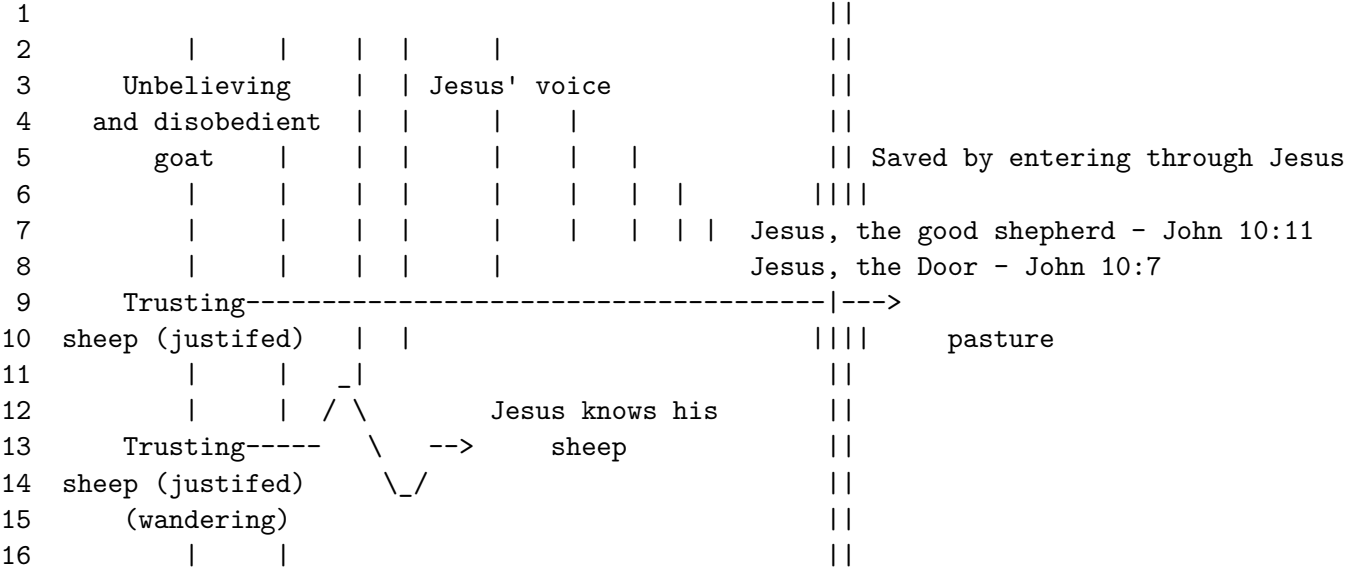 1 ||
2 | | | | | ||
3 Unbelieving | | Jesus' voice ||
4 and disobedient | | | | ||
5 goat | | | | | | || Saved by entering through Jesus
6 | | | | | | | | ||||
7 | | | | | | | | | Jesus, the good shepherd - John 10:11
8 | | | | | Jesus, the Door - John 10:7
9 Trusting--------------------------------------|--->
10 sheep (justifed) | | |||| pasture
11 | | _| ||
12 | | / \ Jesus knows his ||
13 Trusting----- \ --> sheep ||
14 sheep (justifed) \_/ ||
15 (wandering) ||
16 | | ||